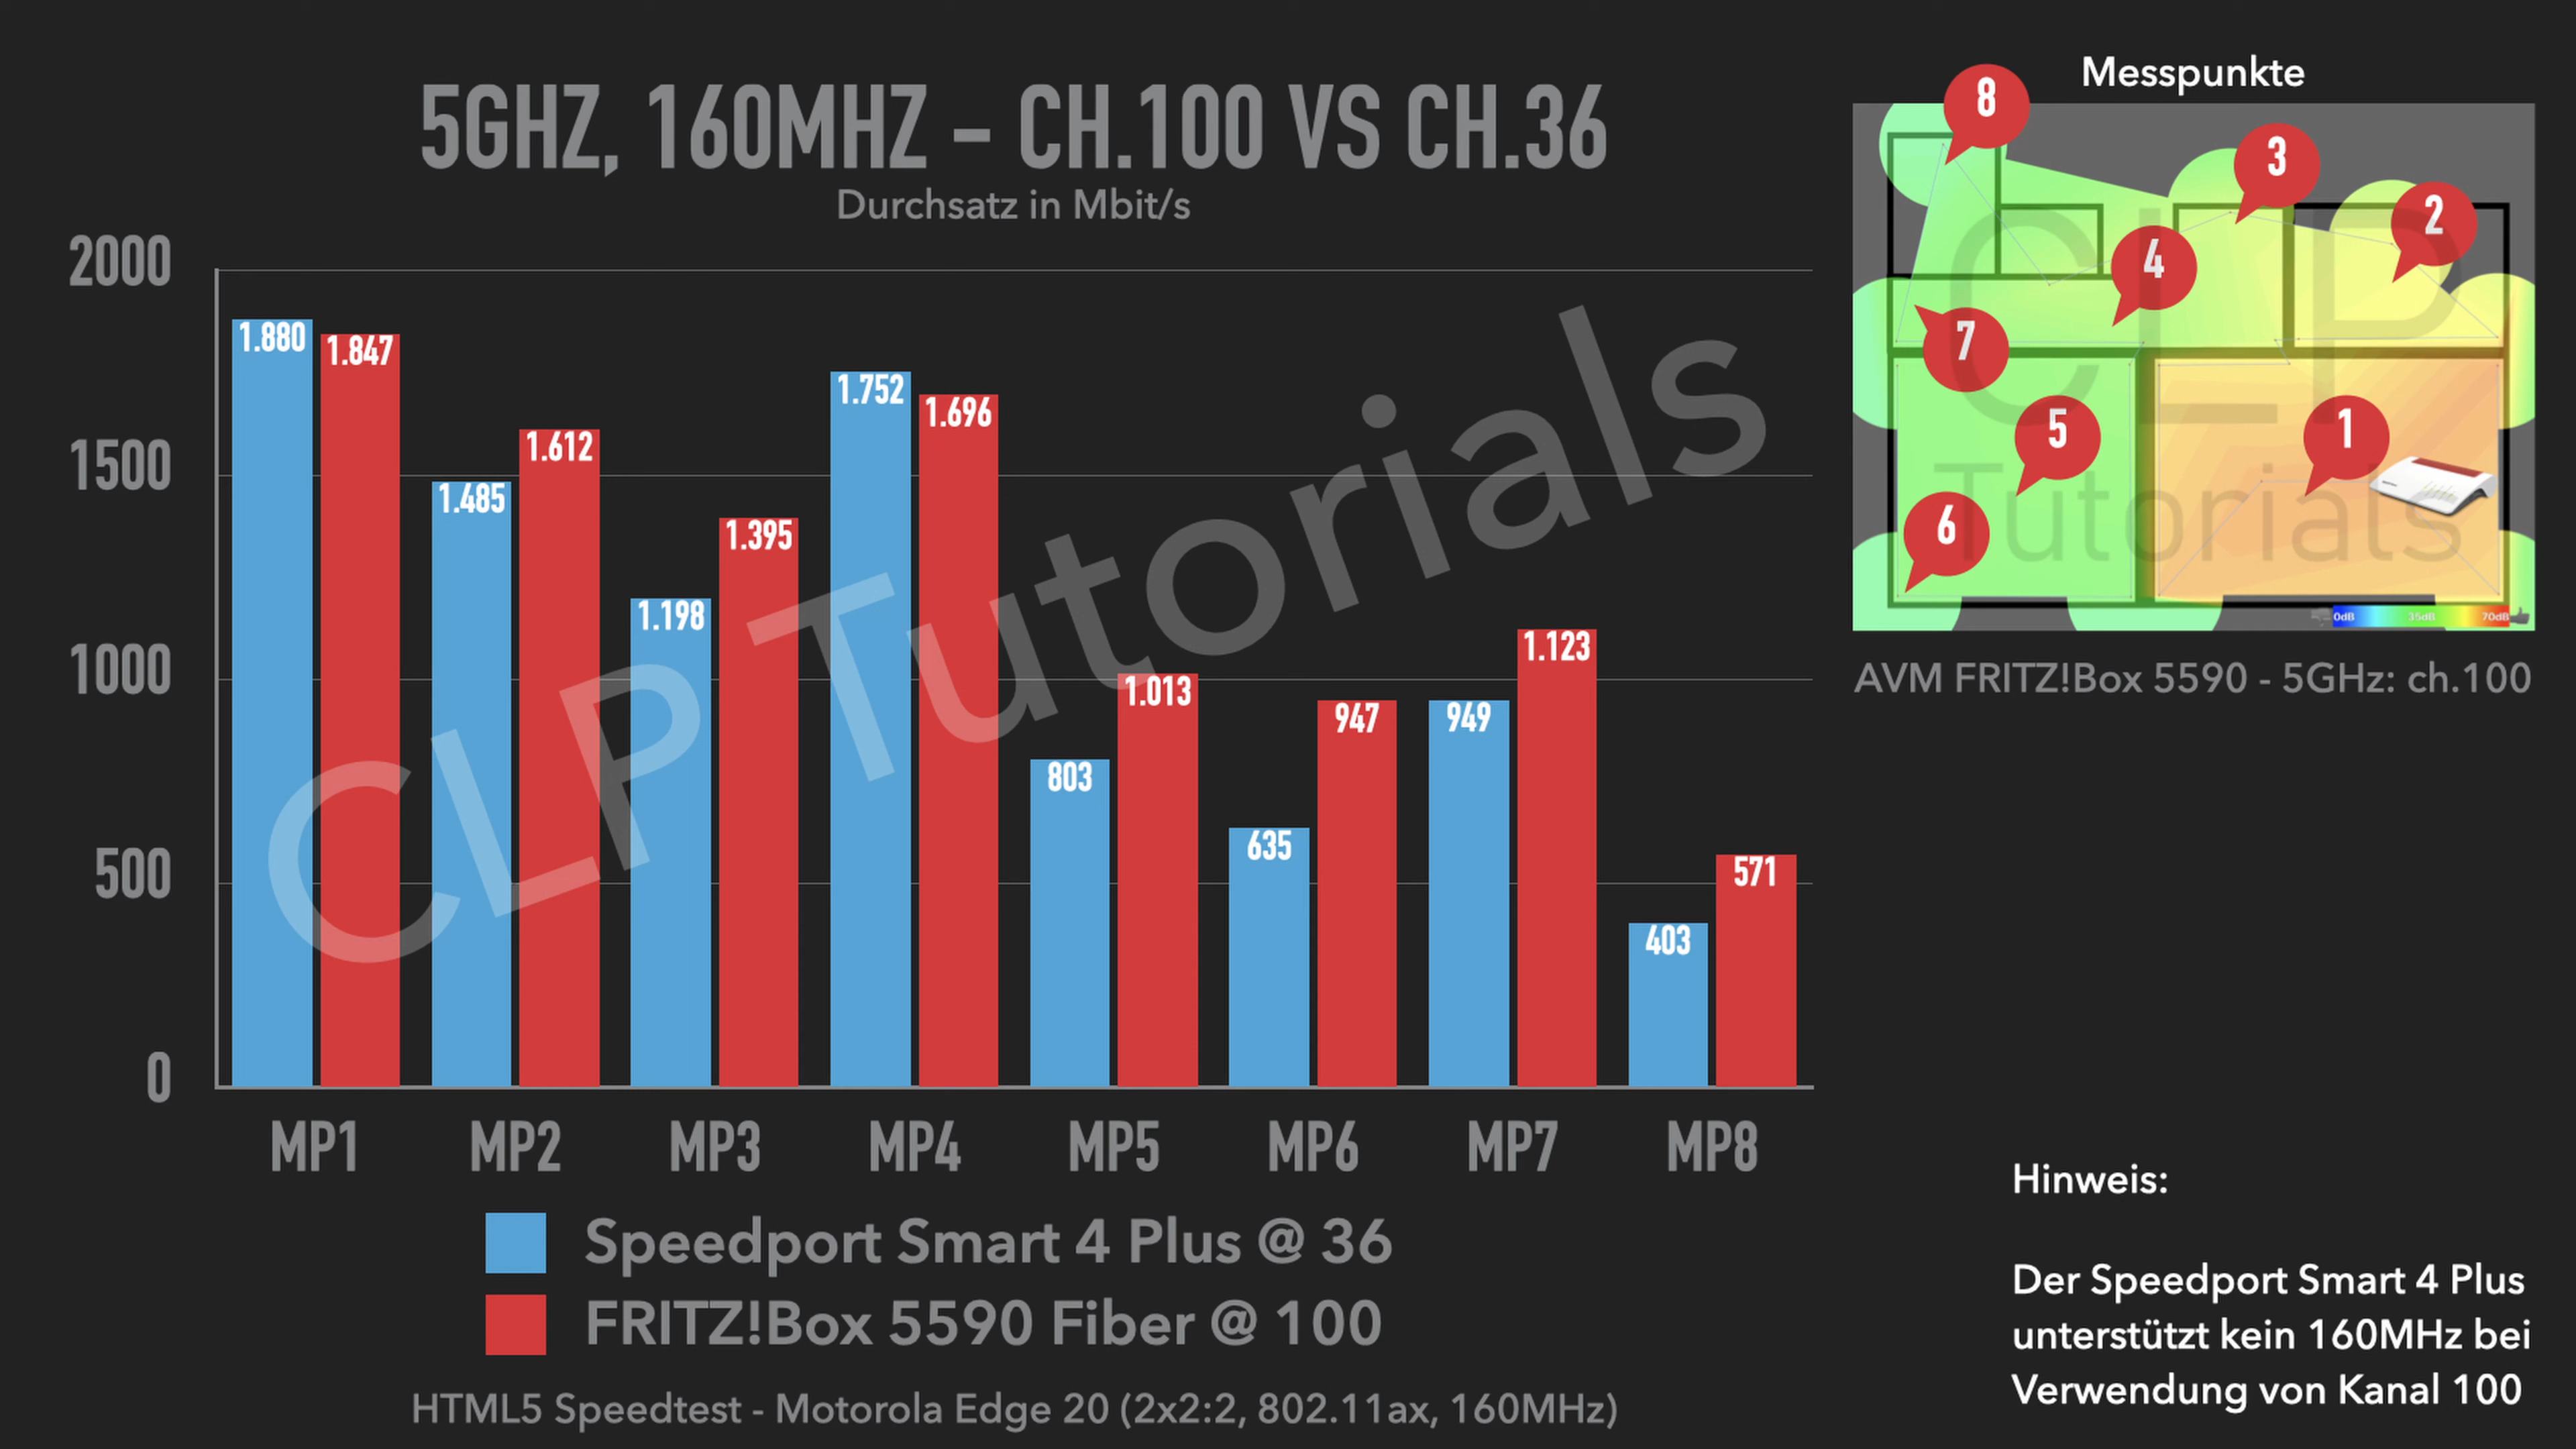 5GHZ, 160MHZ – CH.100 VS CH.36
Durchsatz in Mbit/s
2000
1500
1000
500
0
1.880
1.847
1.485
1.612
1.198
1.395
1.752
1.696
803
1.013
635
947
949
1.123
403
571
MP1
MP2
MP3
MP4
MP5
MP6
MP7
MP8
CLP Tutorials
Speedport Smart 4 Plus @ 36
FRITZ!Box 5590 Fiber @ 100
HTML5 Speedtest - Motorola Edge 20 (2x2:2, 802.11ax, 160MHz)
Messpunkte
8
3
2
4
7
5
1
6
CLP
Tutorials
0dB
35dB
70dB
AVM FRITZ!Box 5590 - 5GHz: ch.100
Hinweis:
Der Speedport Smart 4 Plus
unterstützt kein 160MHz bei
Verwendung von Kanal 100